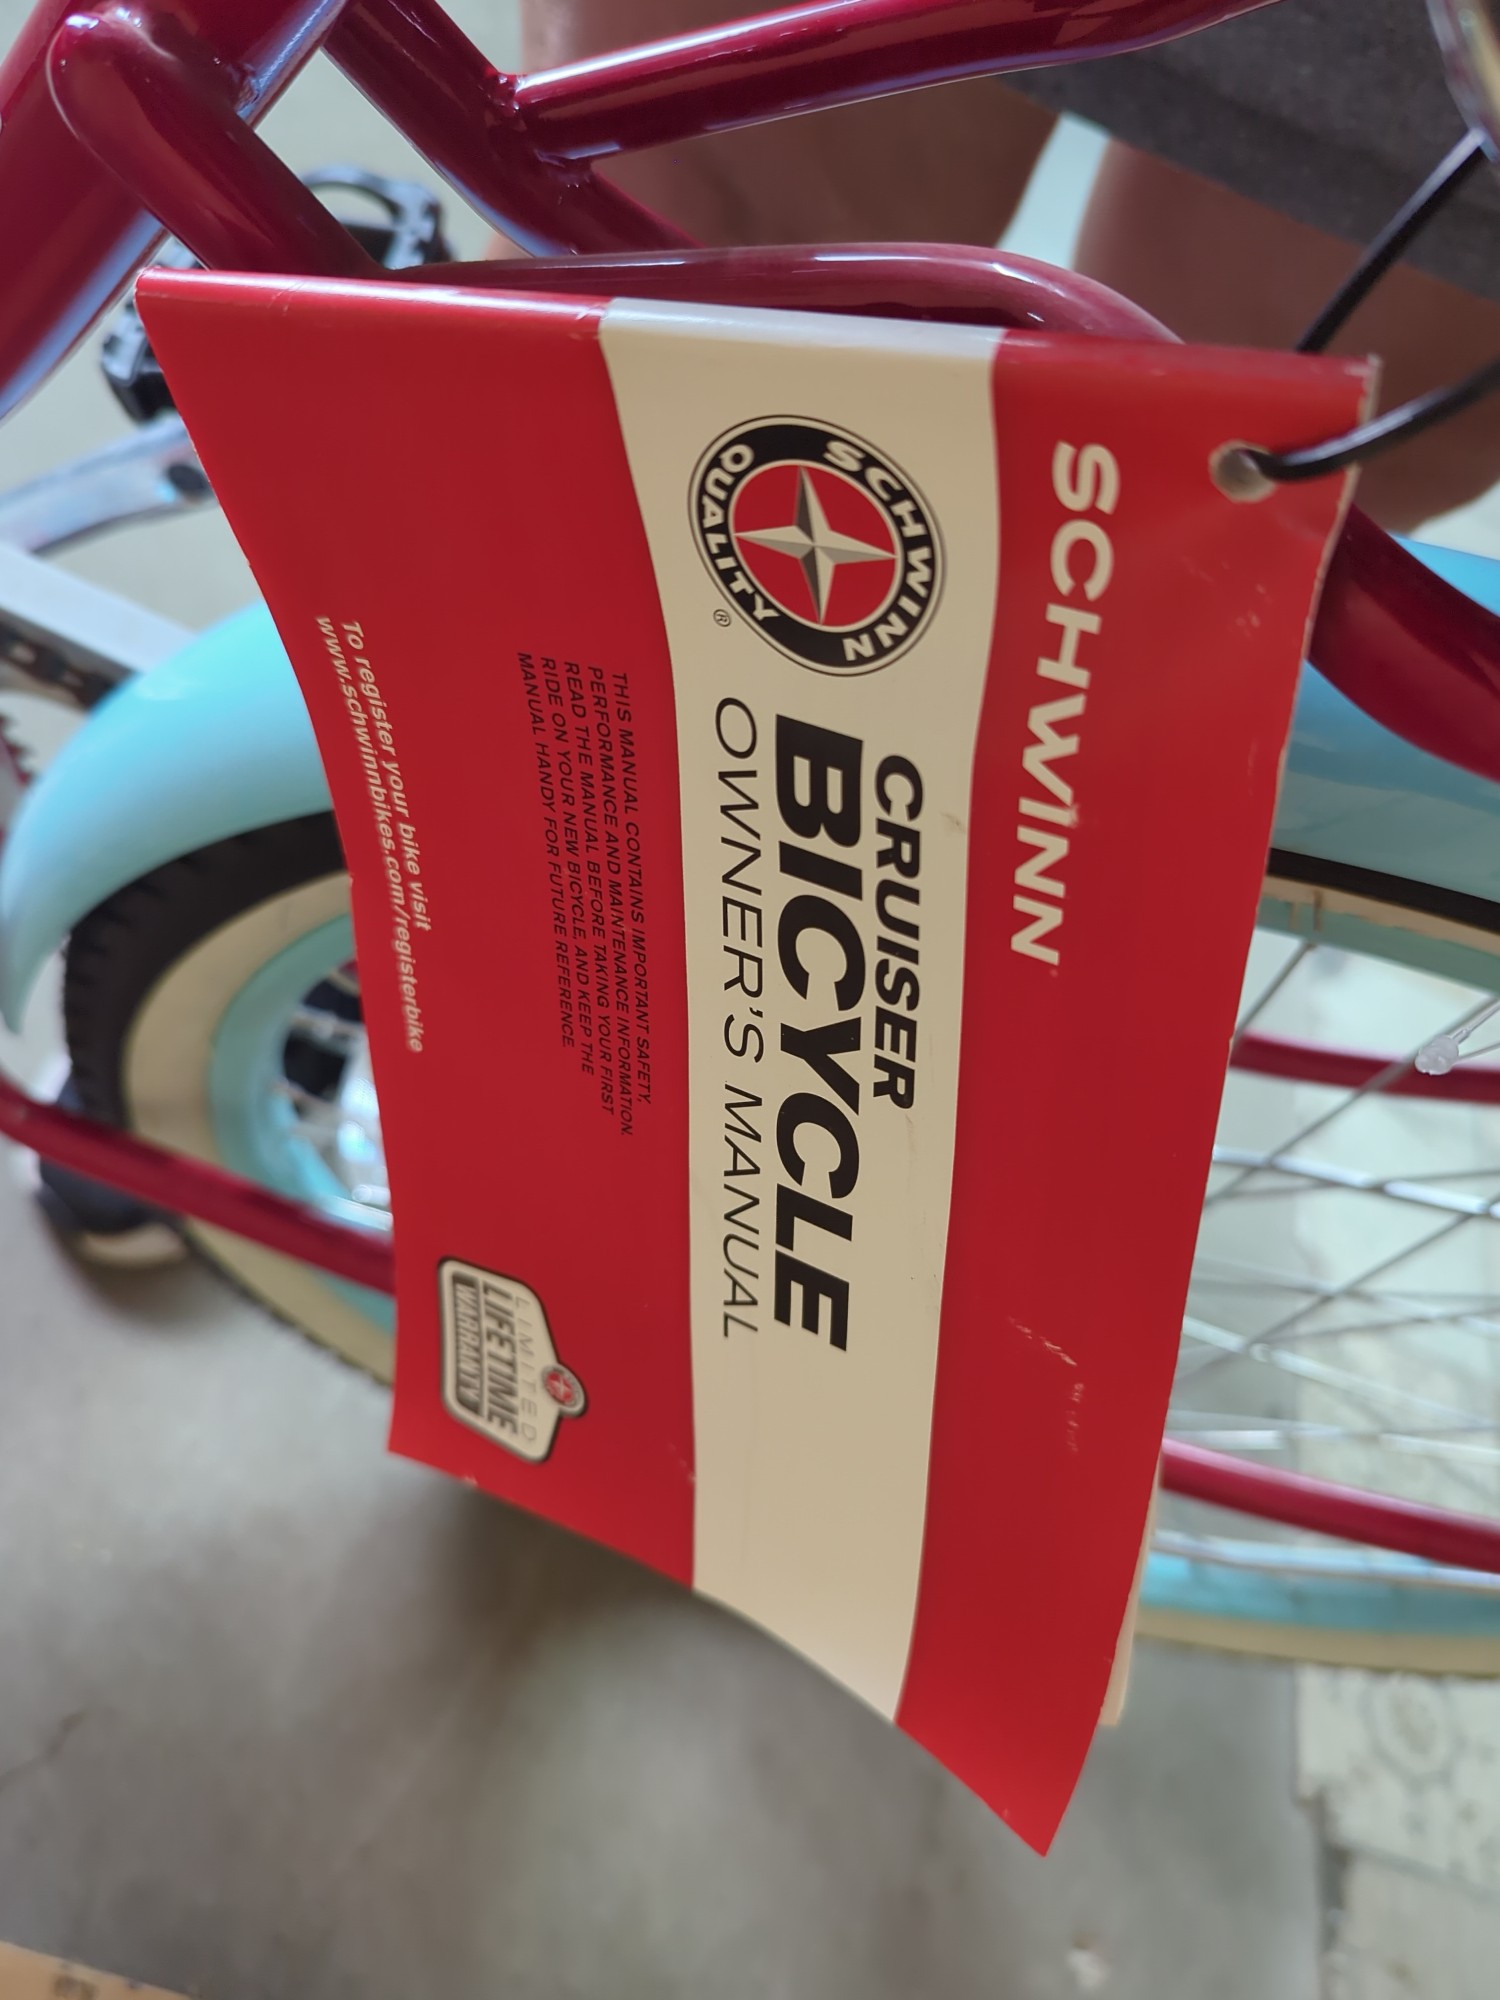 SCHWINN
SCHWINN
QUALITY
®
CRUISER
BICYCLE
OWNER'S MANUAL
THIS MANUAL CONTAINS IMPORTANT SAFETY,
PERFORMANCE AND MAINTENANCE INFORMATION.
READ THE MANUAL BEFORE TAKING YOUR FIRST
RIDE ON YOUR NEW BICYCLE, AND KEEP THE
MANUAL HANDY FOR FUTURE REFERENCE.
To register your bike visit
www.schwinnbikes.com/registerbike
LIMITED
LIFETIME
WARRANTY